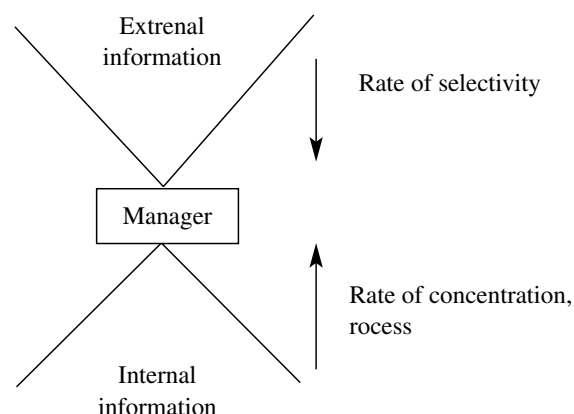 Extrenal
information
Rate of selectivity
Manager
Rate of concentration,
rocess
Internal
information